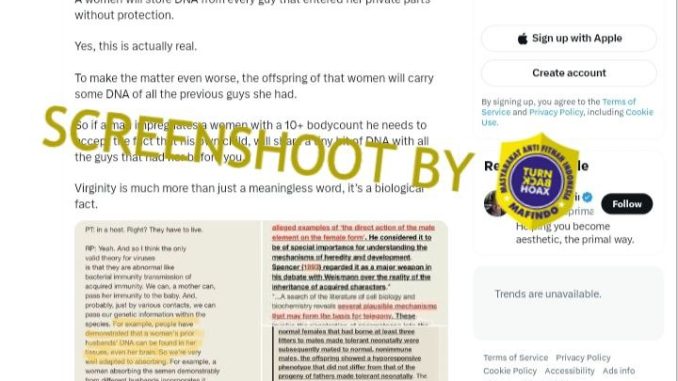 A women will store DNA from every guy that entered her private parts
without protection.
Yes, this is actually real.
To make the matter even worse, the offspring of that women will carry
some DNA of all the previous guys she had.
So if a man impregnates a women with a 10+ bodycount he needs to
accept the fact that his own child, will share a tiny bit of DNA with all
the guys that had her before you.
Virginity is much more than just a meaningless word, it's a biological
fact.
SCREENSHOOT BY
MASYARAKAT ANTI FITNAH INDONESIA
TURN
BACK
HOAX
MAFINDO
PT: in a host. Right? They have to live.
RP: Yeah. And so I think the only
valid theory for viruses
is that they are abnormal like
bacterial immunity transmission of
acquired immunity. We can, a mother can,
pass her immunity to the baby. And,
probably, just by various contacts, we can
pass our genetic information within the
species. For example, people have
demonstrated that a women's prior
husbands' DNA can be found in her
tissues, even her brain. So we're very
well adapted to absorbing. For example, a
women absorbing the semen demonstrably
from different husbands incorporates it
alleged examples of 'the direct action of the male
element on the female form'. He considered it to
be of special importance for understanding the
mechanisms of heredity and development.
Spencer (1893) regarded it as a major weapon in
his debate with Weismann over the reality of the
inheritance of acquired characters.'
"...A search of the literature of cell biology and
biochemistry reveals several plausible mechanisms
that may form the basis for telegony. These
normal females that had borne at least three
litters to males made tolerant neonatally were
subsequently mated to normal, nonimmune
males, the offspring showed a hyporesponsive
phenotype that did not differ from that of the
progeny of fathers made tolerant neonatally. The
Sign up with Apple
Create account
By signing up, you agree to the Terms of
Service and Privacy Policy, including Cookie
Use.
Follow
you become
aesthetic, the primal way.
Trends are unavailable.
Terms of Service Privacy Policy
Cookie Policy Accessibility Ads info